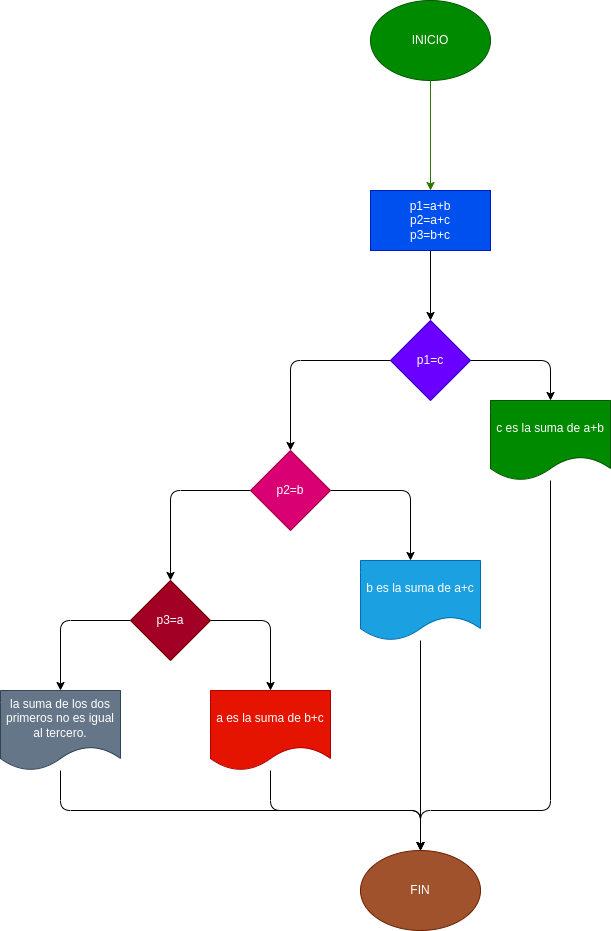 INICIO
p1=a+b
p2=a+c
p3=b+c
p1=c
c es la suma de a+b
p2=b
b es la suma de a+c
p3=a
la suma de los dos
primeros no es igual
al tercero.
a es la suma de b+c
FIN